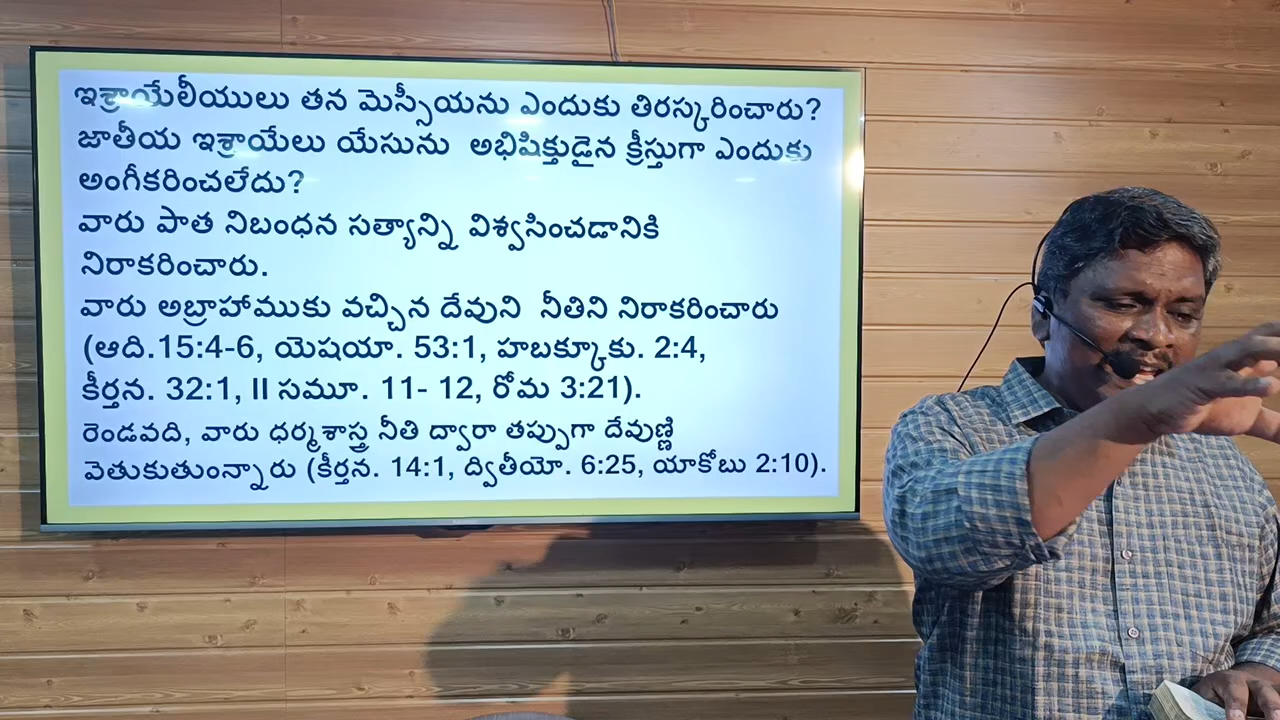 ఇశ్రాయేలీయులు తన మెస్సీయను ఎందుకు తిరస్కరించారు?
జాతీయ ఇశ్రాయేలు యేసును అభిషిక్తుడైన క్రీస్తుగా ఎందుకు
అంగీకరించలేదు?
వారు పాత నిబంధన సత్యాన్ని విశ్వసించడానికి
నిరాకరించారు.
వారు అబ్రాహాముకు వచ్చిన దేవుని నీతిని నిరాకరించారు
(ఆది.15:4-6, యెషయా. 53:1, హబక్కూకు. 2:4,
కీర్తన. 32:1, II సమూ. 11- 12, రోమ 3:21).
రెండవది, వారు ధర్మశాస్త్ర నీతి ద్వారా తప్పుగా దేవుణ్ణి
వెతుకుతుంన్నారు (కీర్తన. 14:1, ద్వితీయో. 6:25, యాకోబు 2:10).